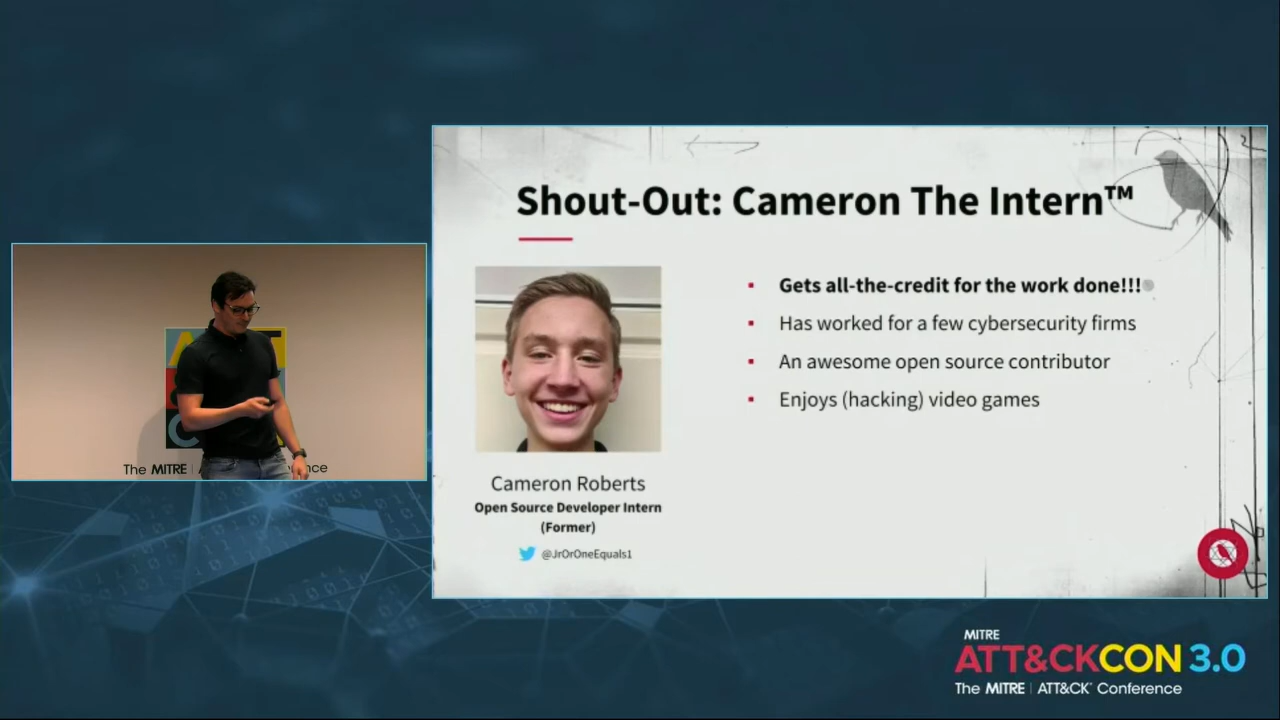 Shout-Out: Cameron The Intern™
▪ Gets all-the-credit for the work done!!!
▪ Has worked for a few cybersecurity firms
▪ An awesome open source contributor
▪ Enjoys (hacking) video games
Cameron Roberts
Open Source Developer Intern
(Former)
@JrOrOneEquals1
The MITRE
MITRE
ATT&CKCON 3.0
The MITRE | ATT&CK® Conference